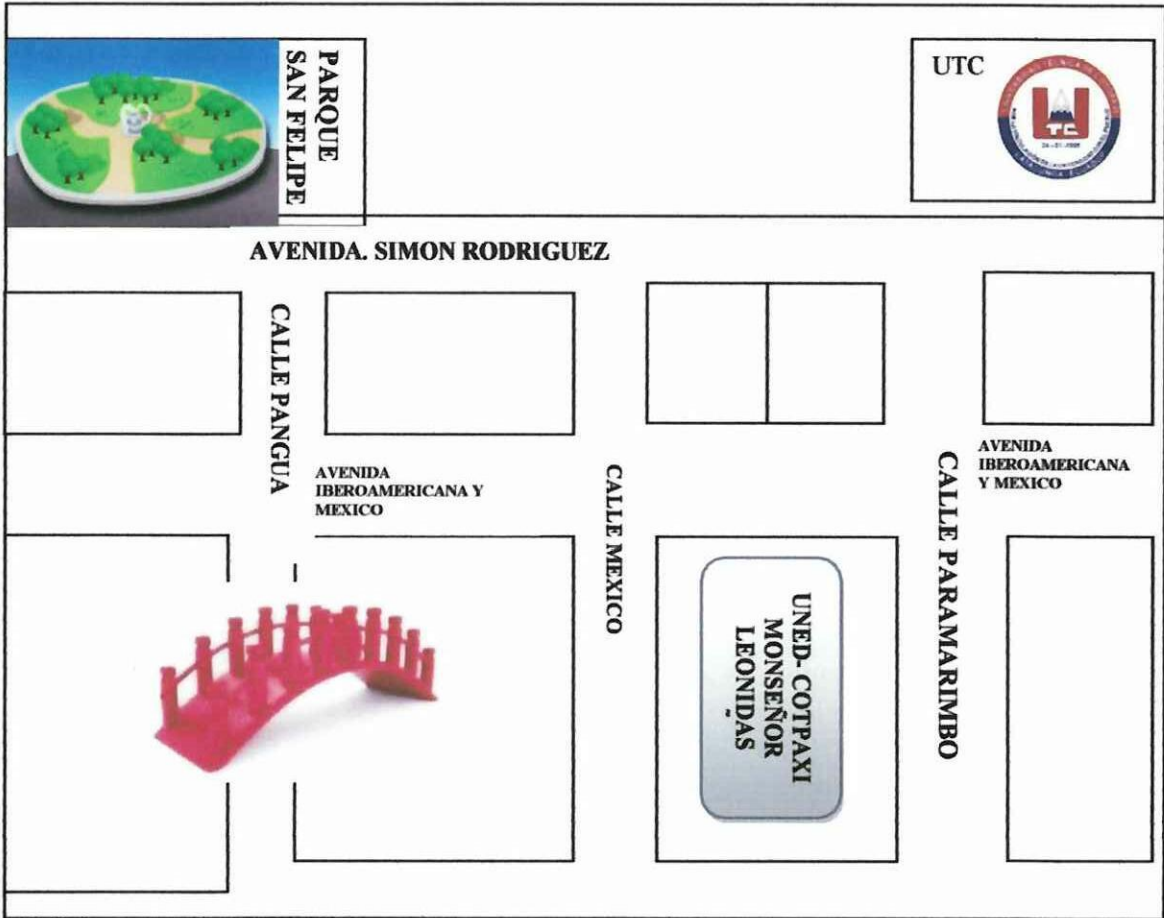 PARQUE
SAN FELIPE
UTC
UTC
AVENIDA. SIMON RODRIGUEZ
CALLE PANGUA
AVENIDA
IBEROAMERICANA Y
MEXICO
CALLE MEXICO
CALLE PARAMARIMBO
AVENIDA
IBEROAMERICANA
Y MEXICO
UNED- COTPAXI
MONSEÑOR
LEONIDAS